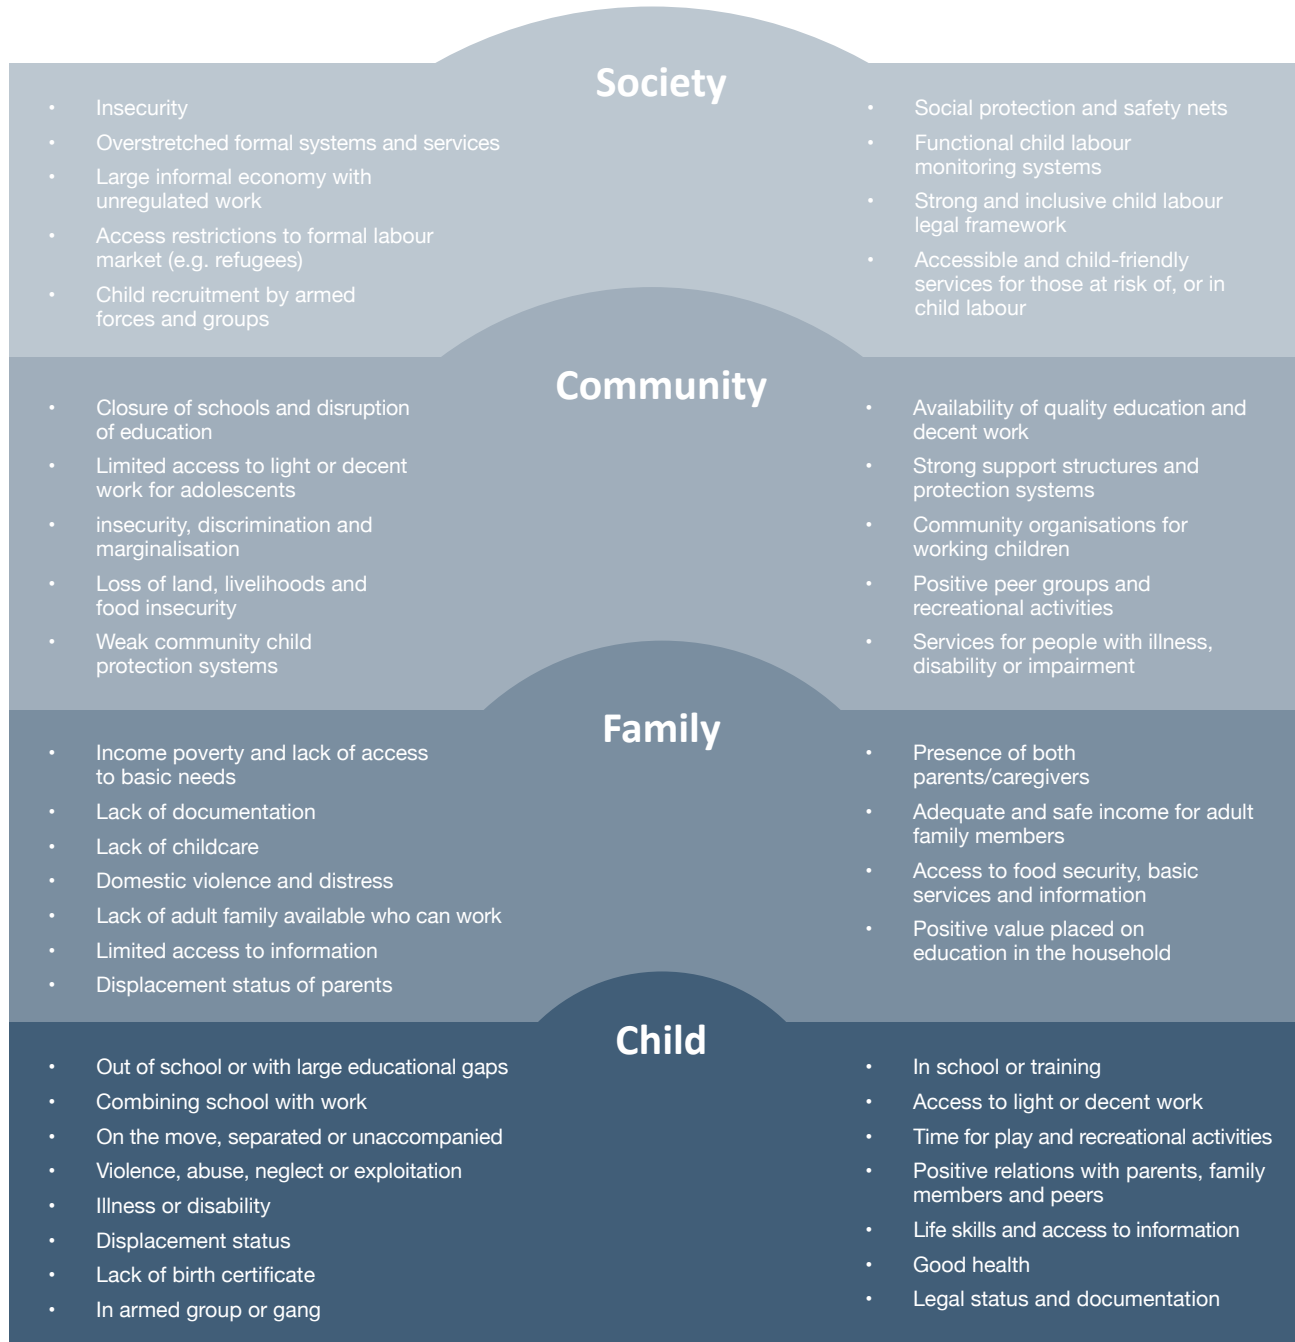 Society
• Insecurity
• Overstretched formal systems and services
• Large informal economy with
unregulated work
• Access restrictions to formal labour
market (e.g. refugees)
• Child recruitment by armed
forces and groups
• Social protection and safety nets
• Functional child labour
monitoring systems
• Strong and inclusive child labour
legal framework
• Accessible and child-friendly
services for those at risk of, or in
child labour
Community
• Closure of schools and disruption
of education
• Limited access to light or decent
work for adolescents
• insecurity, discrimination and
marginalisation
• Loss of land, livelihoods and
food insecurity
• Weak community child
protection systems
• Availability of quality education and
decent work
• Strong support structures and
protection systems
• Community organisations for
working children
• Positive peer groups and
recreational activities
• Services for people with illness,
disability or impairment
Family
• Income poverty and lack of access
to basic needs
• Lack of documentation
• Lack of childcare
• Domestic violence and distress
• Lack of adult family available who can work
• Limited access to information
• Displacement status of parents
• Presence of both
parents/caregivers
• Adequate and safe income for adult
family members
• Access to food security, basic
services and information
• Positive value placed on
education in the household
Child
• Out of school or with large educational gaps
• Combining school with work
• On the move, separated or unaccompanied
• Violence, abuse, neglect or exploitation
• Illness or disability
• Displacement status
• Lack of birth certificate
• In armed group or gang
• In school or training
• Access to light or decent work
• Time for play and recreational activities
• Positive relations with parents, family
members and peers
• Life skills and access to information
• Good health
• Legal status and documentation